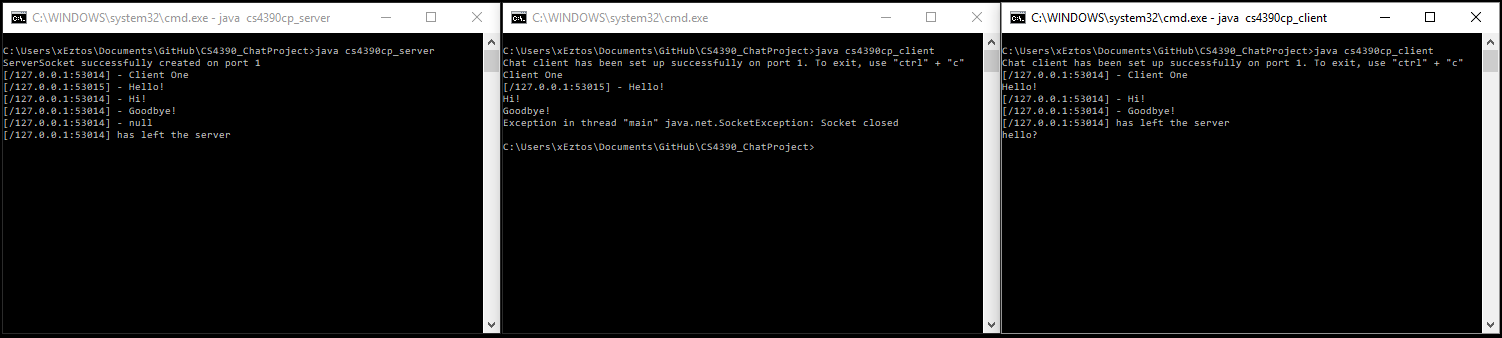 C:\WINDOWS\system32\cmd.exe - java  cs4390cp_server
C:\Users\xEztos\Documents\GitHub\CS4390_ChatProject>java cs4390cp_server
ServerSocket successfully created on port 1
[/127.0.0.1:53014] - Client One
[/127.0.0.1:53015] - Hello!
[/127.0.0.1:53014] - Hi!
[/127.0.0.1:53014] - Goodbye!
[/127.0.0.1:53014] - null
[/127.0.0.1:53014] has left the server
C:\WINDOWS\system32\cmd.exe
C:\Users\xEztos\Documents\GitHub\CS4390_ChatProject>java cs4390cp_client
Chat client has been set up successfully on port 1. To exit, use "ctrl" + "c"
Client One
[/127.0.0.1:53015] - Hello!
Hi!
Goodbye!
Exception in thread "main" java.net.SocketException: Socket closed
C:\Users\xEztos\Documents\GitHub\CS4390_ChatProject>
C:\WINDOWS\system32\cmd.exe - java  cs4390cp_client
C:\Users\xEztos\Documents\GitHub\CS4390_ChatProject>java cs4390cp_client
Chat client has been set up successfully on port 1. To exit, use "ctrl" + "c"
[/127.0.0.1:53014] - Client One
Hello!
[/127.0.0.1:53014] - Hi!
[/127.0.0.1:53014] - Goodbye!
[/127.0.0.1:53014] has left the server
hello?